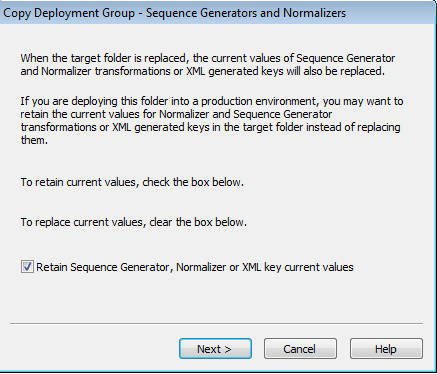 Copy Deployment Group - Sequence Generators and Normalizers
When the target folder is replaced, the current values of Sequence Generator
and Normalizer transformations or XML generated keys will also be replaced.
If you are deploying this folder into a production environment, you may want to
retain the current values for Normalizer and Sequence Generator
transformations or XML generated keys in the target folder instead of replacing
them.
To retain current values, check the box below.
To replace current values, clear the box below.
Retain Sequence Generator, Normalizer or XML key current values
Next > Cancel Help